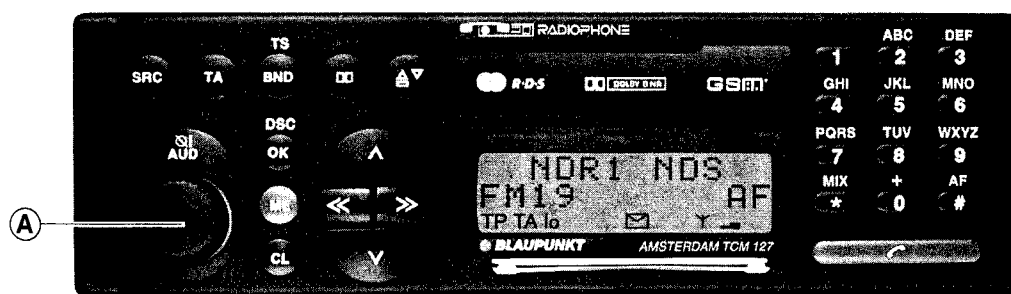 RADIOPHONE
TS
SRC TA BND
R·D·S DOLBY B NR GSM
DSC
AUD OK
CL
A
NDR1 NDS
FM19 AF
TP TA lo
BLAUPUNKT AMSTERDAM TCM 127
ABC DEF
1 2 3
GHI JKL MNO
4 5 6
PQRS TUV WXYZ
7 8 9
MIX + AF
* 0 #